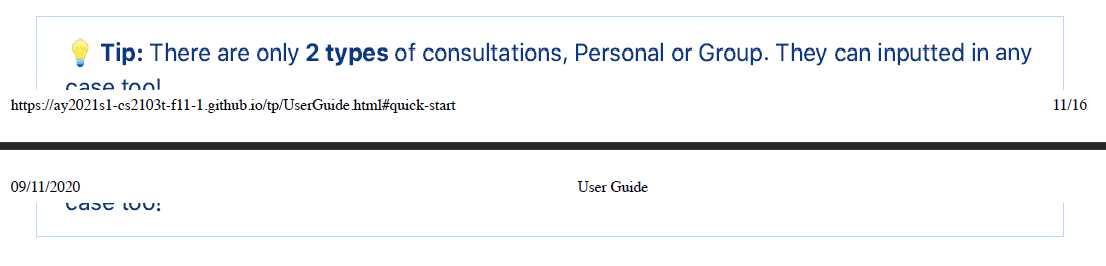 💡 Tip: There are only 2 types of consultations, Personal or Group. They can inputted in any
case too!
https://ay2021s1-cs2103t-f11-1.github.io/tp/UserGuide.html#quick-start 11/16
09/11/2020 User Guide
case too!